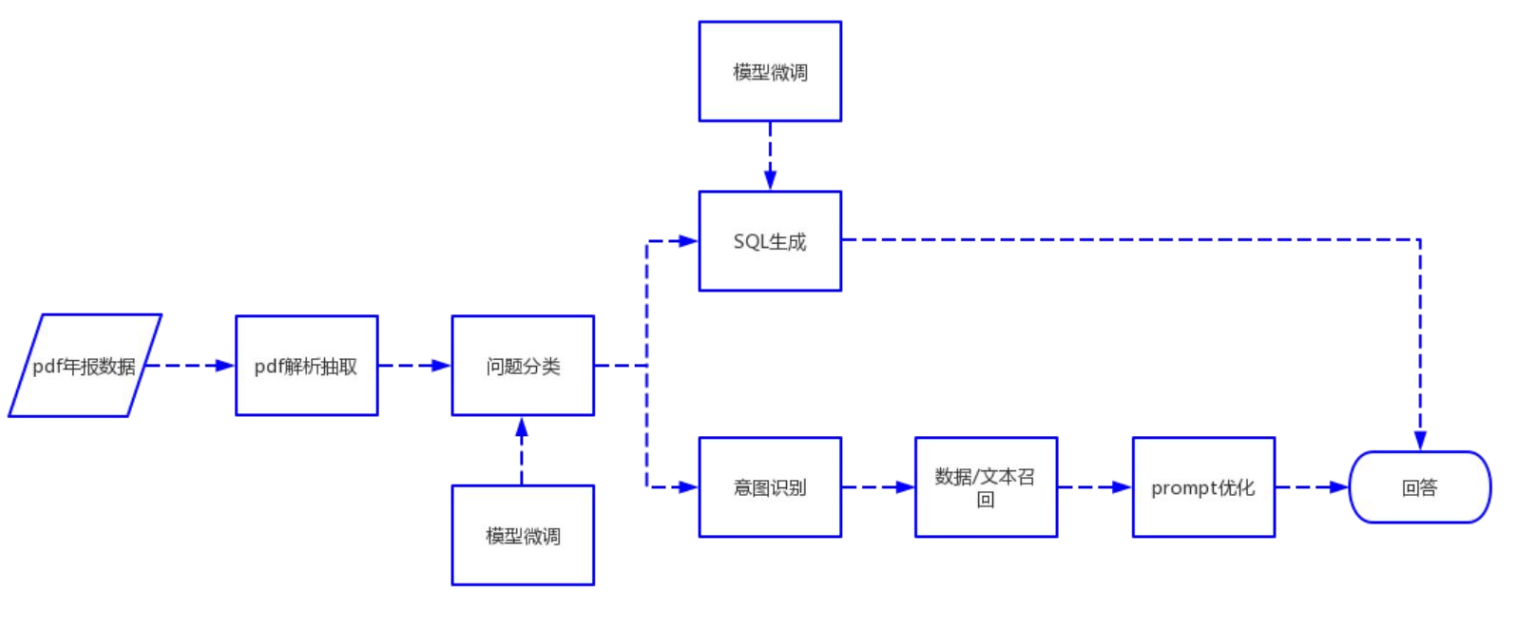 模型微调
SQL生成
pdf年报数据
pdf解析抽取
问题分类
意图识别
数据/文本召
回
prompt优化
回答
模型微调